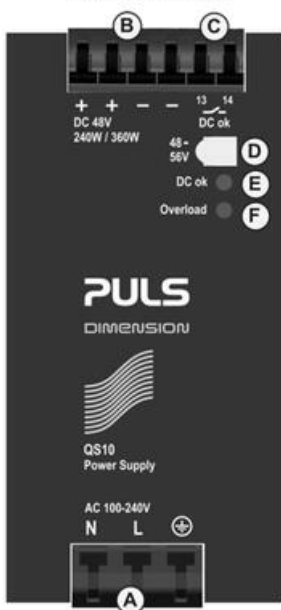 B C
+ + − − 13 14
DC 48V DC ok
240W / 360W
48-
56V D
DC ok E
Overload F
PULS
DIMENSION
QS10
Power Supply
AC 100-240V
N L
A